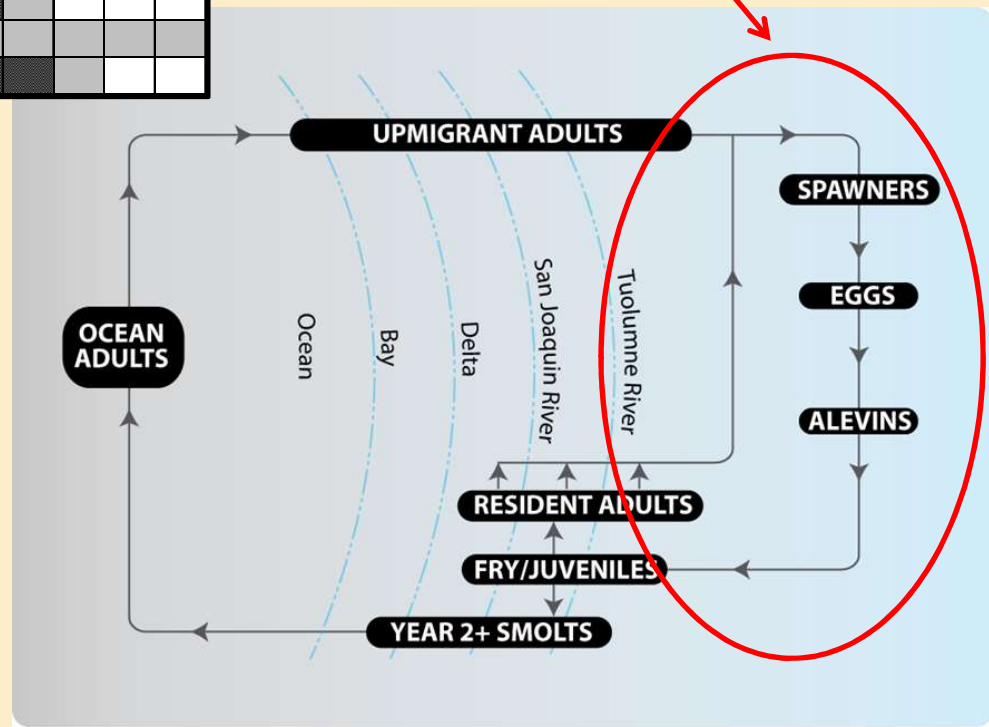 UPMIGRANT ADULTS
SPAWNERS
EGGS
ALEVINS
OCEAN
ADULTS
Ocean
Bay
Delta
San Joaquin River
Tuolumne River
RESIDENT ADULTS
FRY/JUVENILES
YEAR 2+ SMOLTS